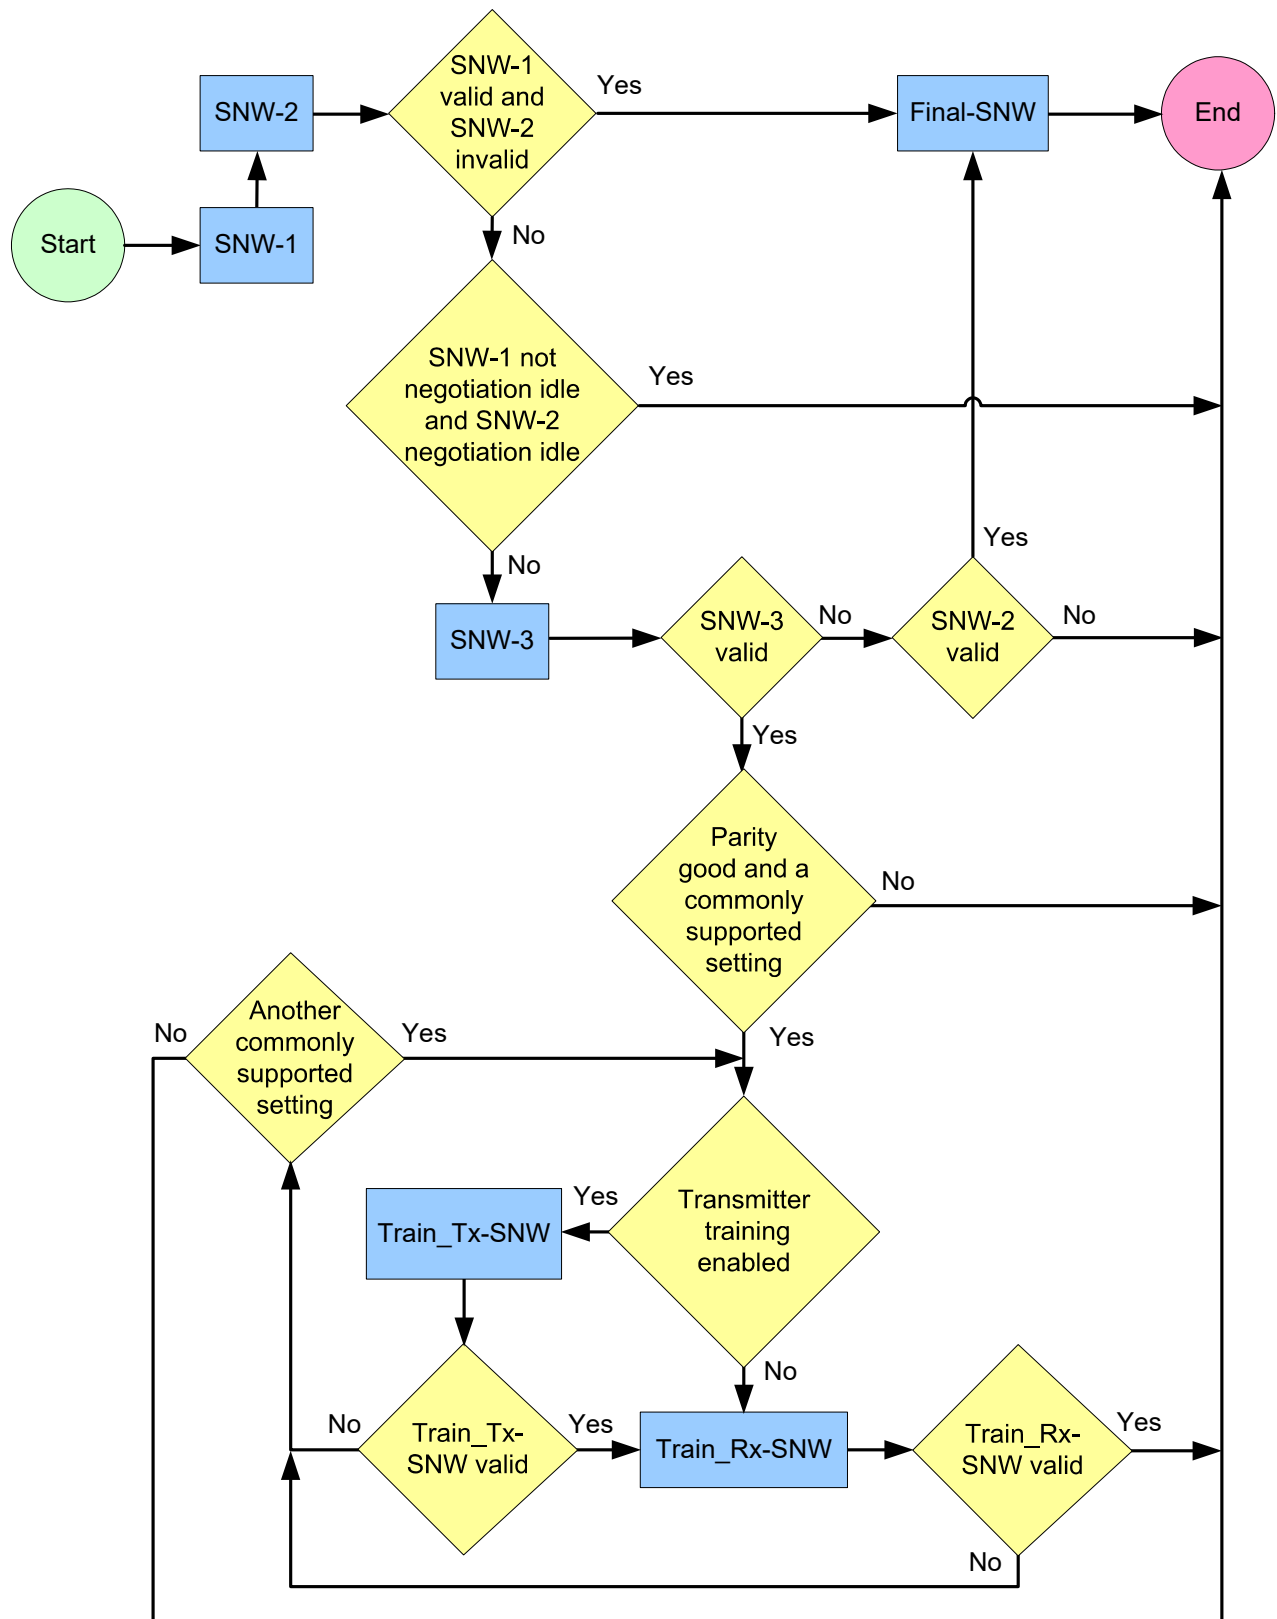 SNW-1
valid and
SNW-2
invalid
Yes
SNW-2
Final-SNW
End
Start
SNW-1
No
SNW-1 not
negotiation idle
and SNW-2
negotiation idle
Yes
No
Yes
SNW-3
SNW-3
valid
No
SNW-2
valid
No
Yes
Parity
good and a
commonly
supported
setting
No
No
Another
commonly
supported
setting
Yes
Yes
Yes
Train_Tx-SNW
Transmitter
training
enabled
No
No
Train_Tx-
SNW valid
Yes
Train_Rx-SNW
Train_Rx-
SNW valid
Yes
No